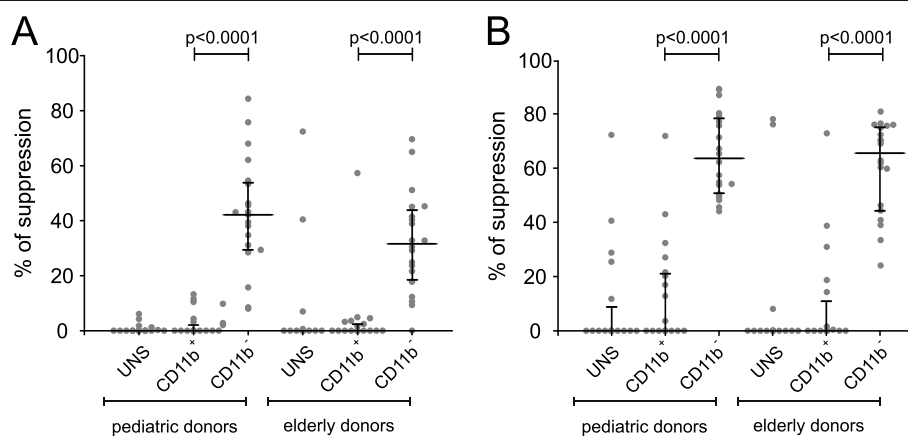 A
p<0.0001 p<0.0001
% of suppression
100
80
60
40
20
0
UNS CD11b⁺ CD11b⁻ UNS CD11b⁺ CD11b⁻
pediatric donors elderly donors
B
p<0.0001 p<0.0001
% of suppression
100
80
60
40
20
0
UNS CD11b⁺ CD11b⁻ UNS CD11b⁺ CD11b⁻
pediatric donors elderly donors